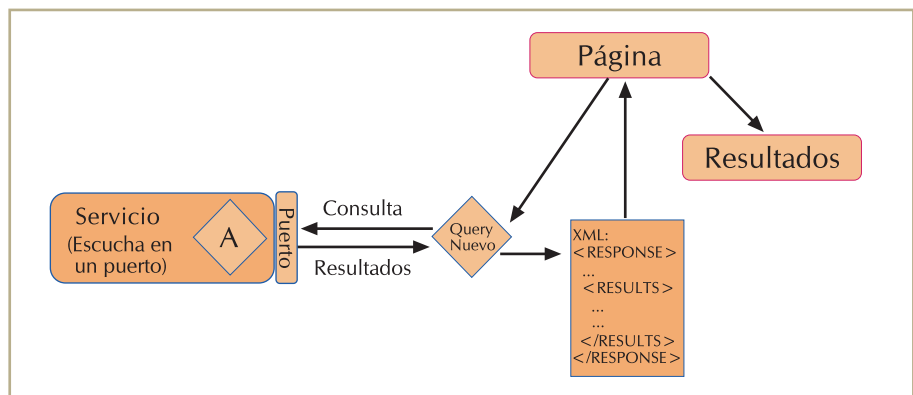 Página
Resultados
Servicio
(Escucha en
un puerto)
A
Puerto
Consulta
Resultados
Query
Nuevo
XML:
<RESPONSE>
...
<RESULTS>
...
...
</RESULTS>
</RESPONSE>